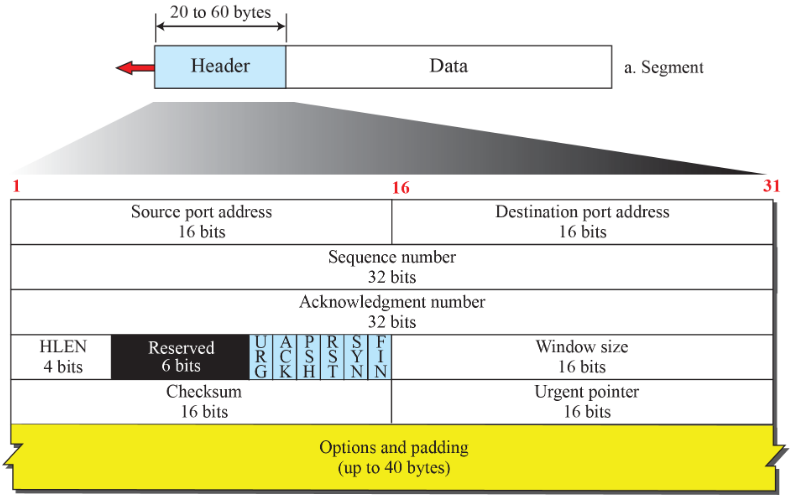 20 to 60 bytes
Header
Data
a. Segment
1
16
31
Source port address
16 bits
Destination port address
16 bits
Sequence number
32 bits
Acknowledgment number
32 bits
HLEN
4 bits
Reserved
6 bits
URG
ACK
PSH
RST
SYN
FIN
Window size
16 bits
Checksum
16 bits
Urgent pointer
16 bits
Options and padding
(up to 40 bytes)